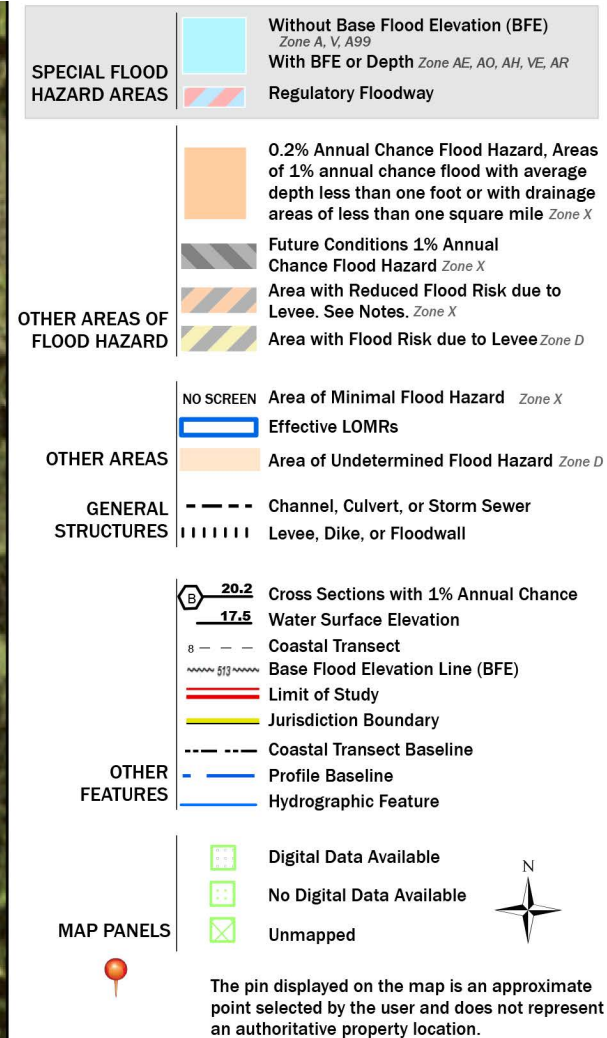 SPECIAL FLOOD
HAZARD AREAS
Without Base Flood Elevation (BFE)
Zone A, V, A99
With BFE or Depth Zone AE, AO, AH, VE, AR
Regulatory Floodway
OTHER AREAS OF
FLOOD HAZARD
0.2% Annual Chance Flood Hazard, Areas
of 1% annual chance flood with average
depth less than one foot or with drainage
areas of less than one square mile Zone X
Future Conditions 1% Annual
Chance Flood Hazard Zone X
Area with Reduced Flood Risk due to
Levee. See Notes. Zone X
Area with Flood Risk due to Levee Zone D
OTHER AREAS
NO SCREEN Area of Minimal Flood Hazard Zone X
Effective LOMRs
Area of Undetermined Flood Hazard Zone D
GENERAL
STRUCTURES
Channel, Culvert, or Storm Sewer
Levee, Dike, or Floodwall
OTHER
FEATURES
B 20.2 Cross Sections with 1% Annual Chance
17.5 Water Surface Elevation
8 Coastal Transect
513 Base Flood Elevation Line (BFE)
Limit of Study
Jurisdiction Boundary
Coastal Transect Baseline
Profile Baseline
Hydrographic Feature
MAP PANELS
Digital Data Available
No Digital Data Available
Unmapped
N
The pin displayed on the map is an approximate
point selected by the user and does not represent
an authoritative property location.